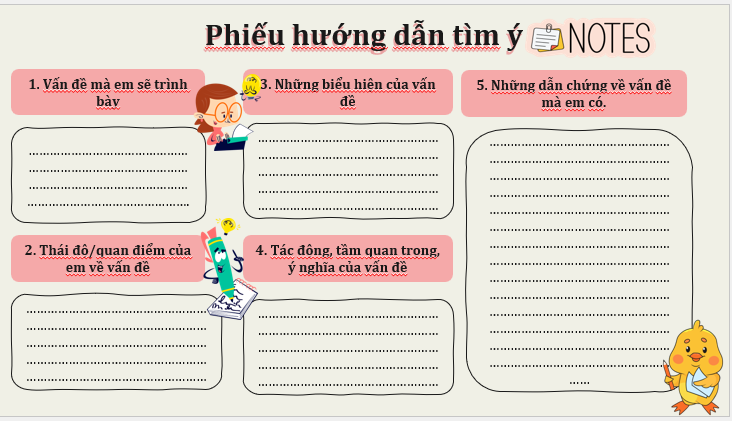 Phiếu hướng dẫn tìm ý NOTES
1. Vấn đề mà em sẽ trình
bày
2. Thái độ/quan điểm của
em về vấn đề
3. Những biểu hiện của vấn
đề
4. Tác động, tầm quan trọng,
ý nghĩa của vấn đề
5. Những dẫn chứng về vấn đề
mà em có.